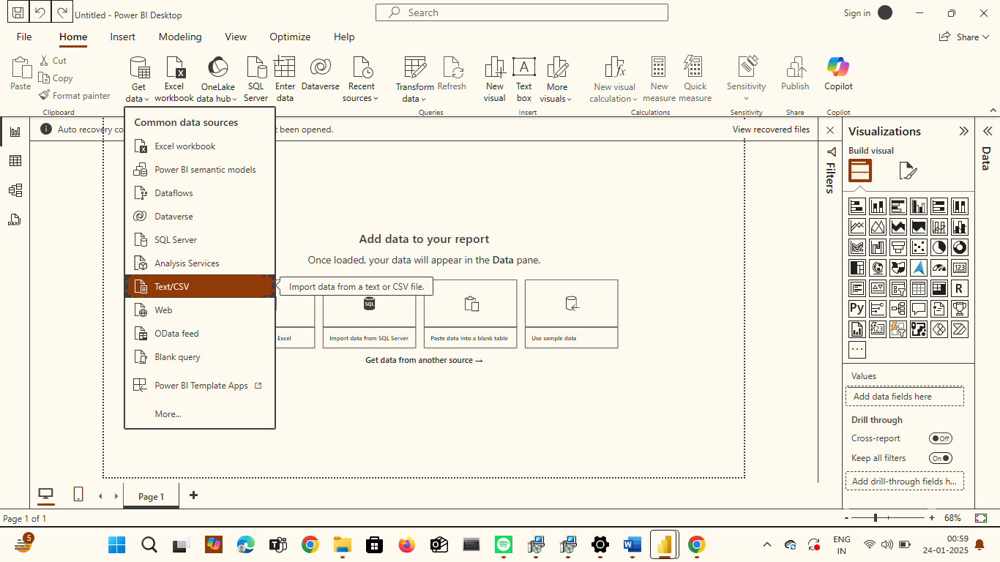 Untitled - Power BI Desktop
Search
Sign in
File
Home
Insert
Modeling
View
Optimize
Help
Share
Paste
Cut
Copy
Format painter
Get data
Excel workbook
OneLake data hub
SQL Server
Enter data
Dataverse
Recent sources
Transform data
Refresh
New visual
Text box
More visuals
New visual calculation
New measure
Quick measure
Sensitivity
Publish
Copilot
Clipboard
Queries
Insert
Calculations
Sensitivity
Share
Copilot
Auto recovery co
t been opened.
View recovered files
Common data sources
Excel workbook
Power BI semantic models
Dataflows
Dataverse
SQL Server
Analysis Services
Text/CSV
Web
OData feed
Blank query
Power BI Template Apps
More...
Import data from a text or CSV file.
Add data to your report
Once loaded, your data will appear in the Data pane.
Excel
SQL
Import data from SQL Server
Paste data into a blank table
Use sample data
Get data from another source →
Filters
Visualizations
Build visual
123
R
Py
123
...
Values
Add data fields here
Drill through
Cross-report
Off
Keep all filters
On
Add drill-through fields h...
Data
DAX
Page 1
Page 1 of 1
- + 68%
5
ENG
IN
00:59
24-01-2025